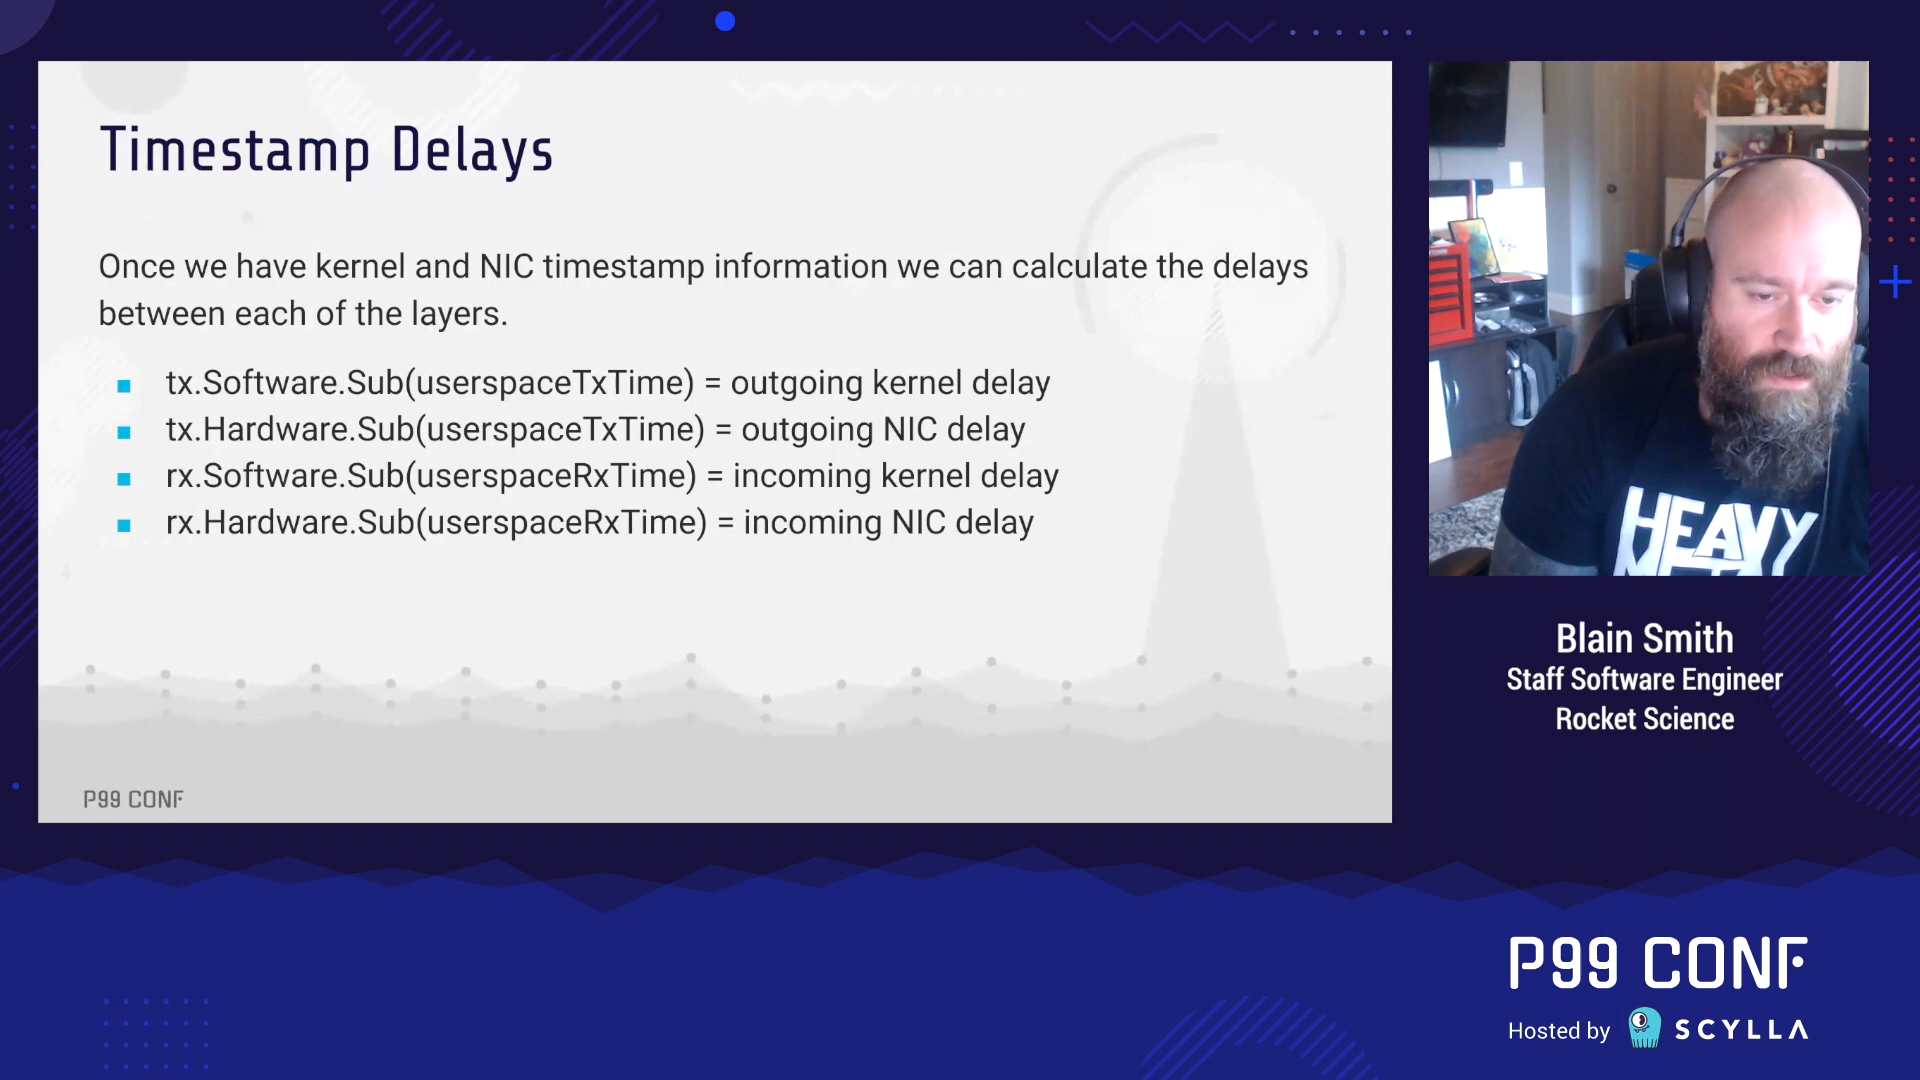 Timestamp Delays
Once we have kernel and NIC timestamp information we can calculate the delays
between each of the layers.
tx.Software.Sub(userspaceTxTime) = outgoing kernel delay
tx.Hardware.Sub(userspaceTxTime) = outgoing NIC delay
rx.Software.Sub(userspaceRxTime) = incoming kernel delay
rx.Hardware.Sub(userspaceRxTime) = incoming NIC delay
P99 CONF
HEAVY
Blain Smith
Staff Software Engineer
Rocket Science
P99 CONF
Hosted by SCYLLA